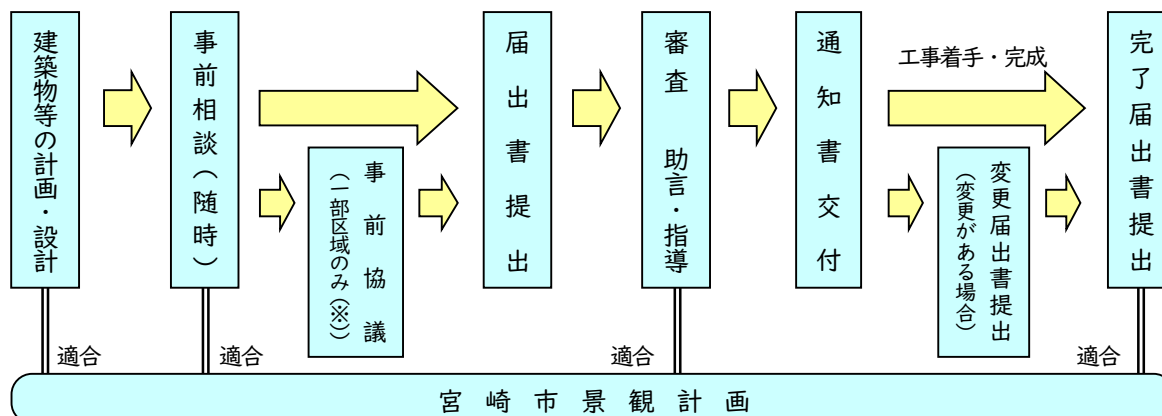 建築物等の計画・設計
事前相談（随時）
事前協議
（一部区域のみ（※））
届出書提出
審査　助言・指導
通知書交付
工事着手・完成
変更届出書提出
（変更がある場合）
完了届出書提出
適合
適合
適合
適合
宮崎市景観計画